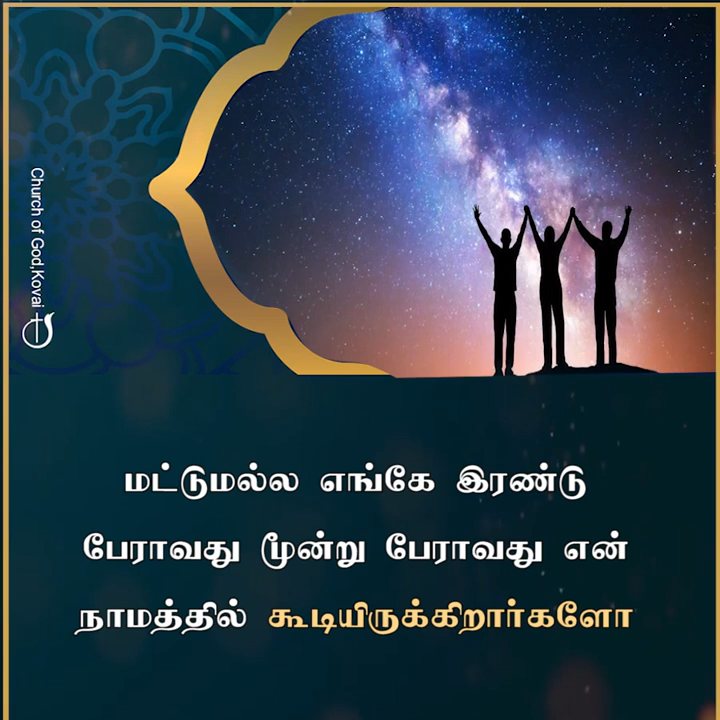 Church of God,Kovai
மட்டுமல்ல எங்கே இரண்டு
பேராவது மூன்று பேராவது என்
நாமத்தில் கூடியிருக்கிறார்களோ